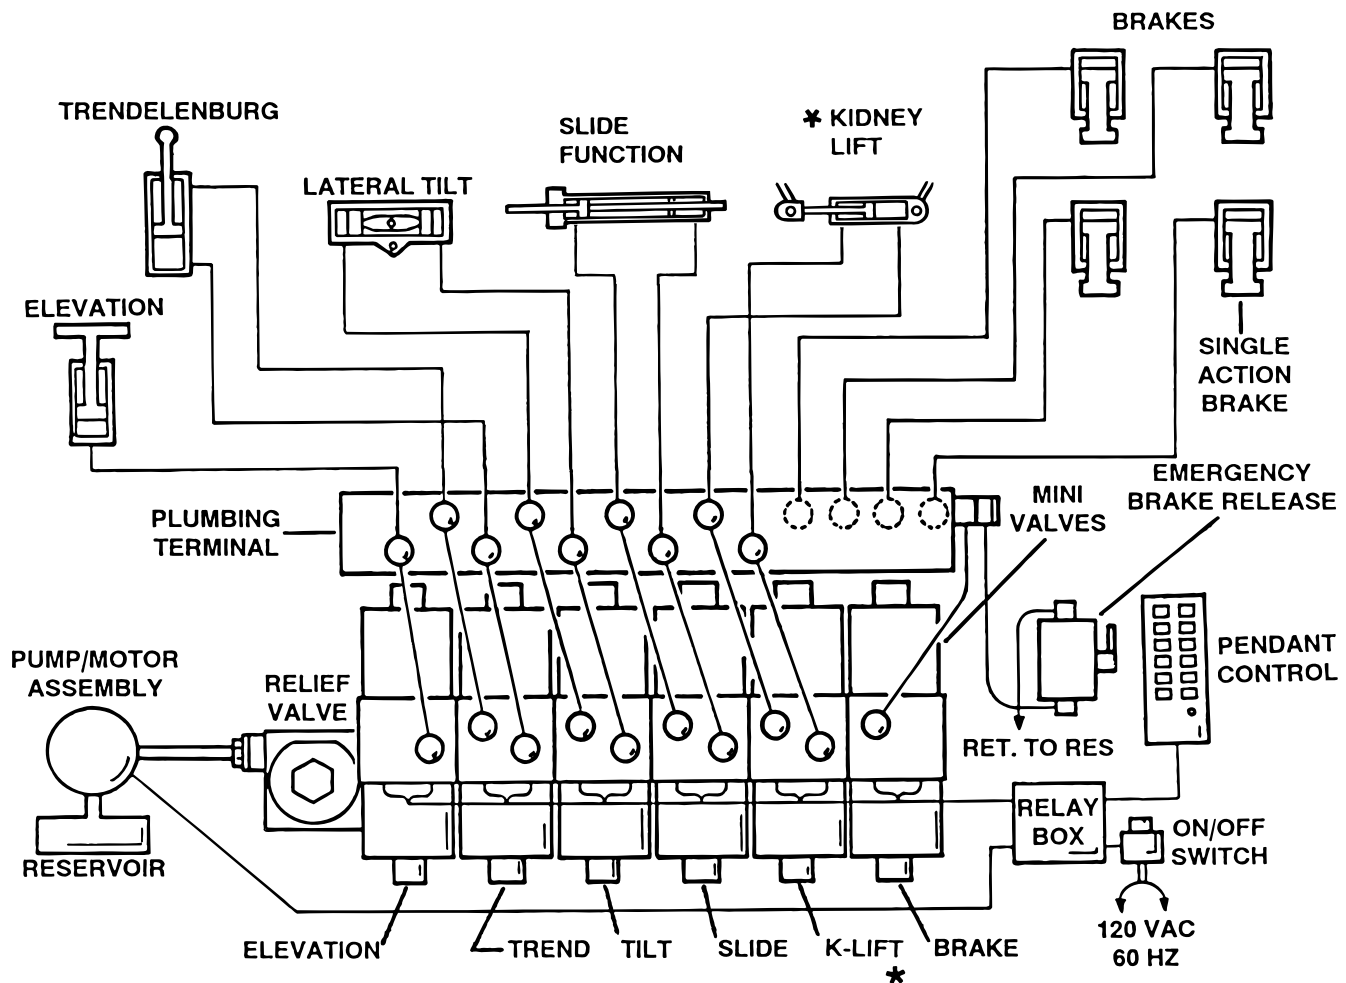 BRAKES
TRENDELENBURG
SLIDE
FUNCTION
* KIDNEY
LIFT
LATERAL TILT
ELEVATION
SINGLE
ACTION
BRAKE
EMERGENCY
BRAKE RELEASE
MINI
VALVES
PLUMBING
TERMINAL
PUMP/MOTOR
ASSEMBLY
RELIEF
VALVE
PENDANT
CONTROL
RET. TO RES
RELAY
BOX
ON/OFF
SWITCH
RESERVOIR
120 VAC
60 HZ
ELEVATION
TREND
TILT
SLIDE
K-LIFT
*
BRAKE